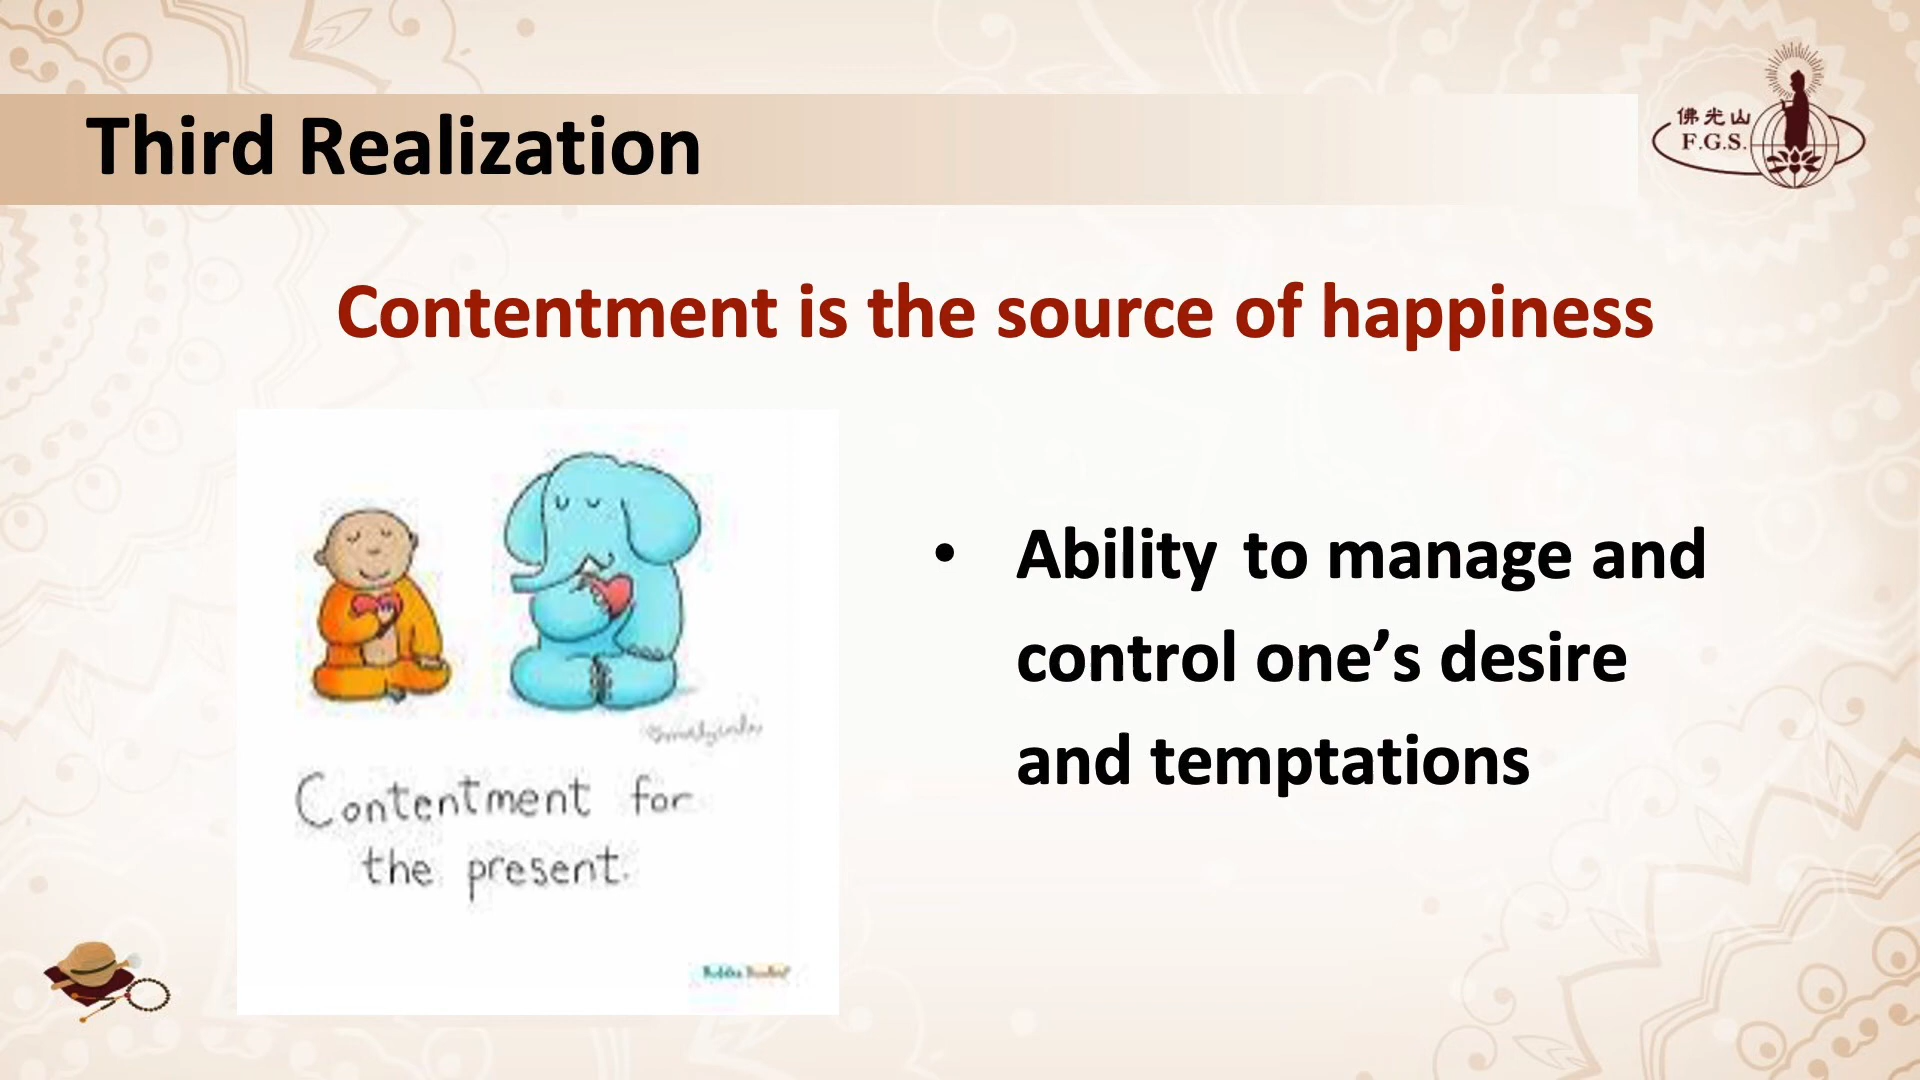 Third Realization
佛光山
F.G.S.
Contentment is the source of happiness
• Ability to manage and
control one’s desire
and temptations
Contentment for
the present.